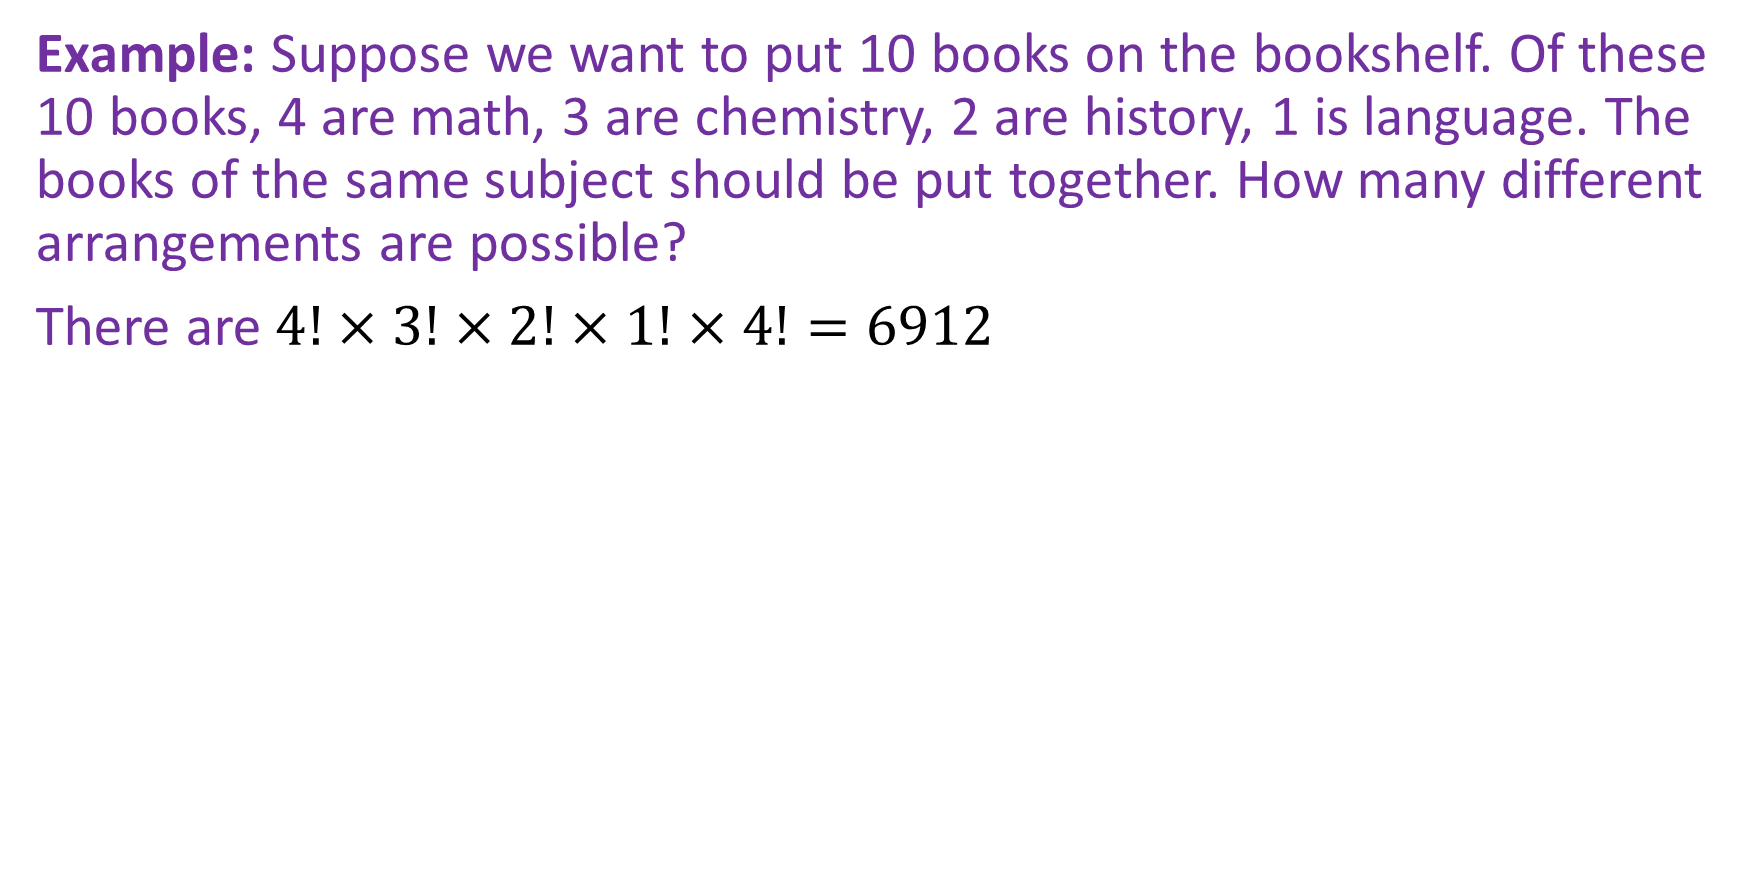 Example: Suppose we want to put 10 books on the bookshelf. Of these
10 books, 4 are math, 3 are chemistry, 2 are history, 1 is language. The
books of the same subject should be put together. How many different
arrangements are possible?
There are 4! × 3! × 2! × 1! × 4! = 6912